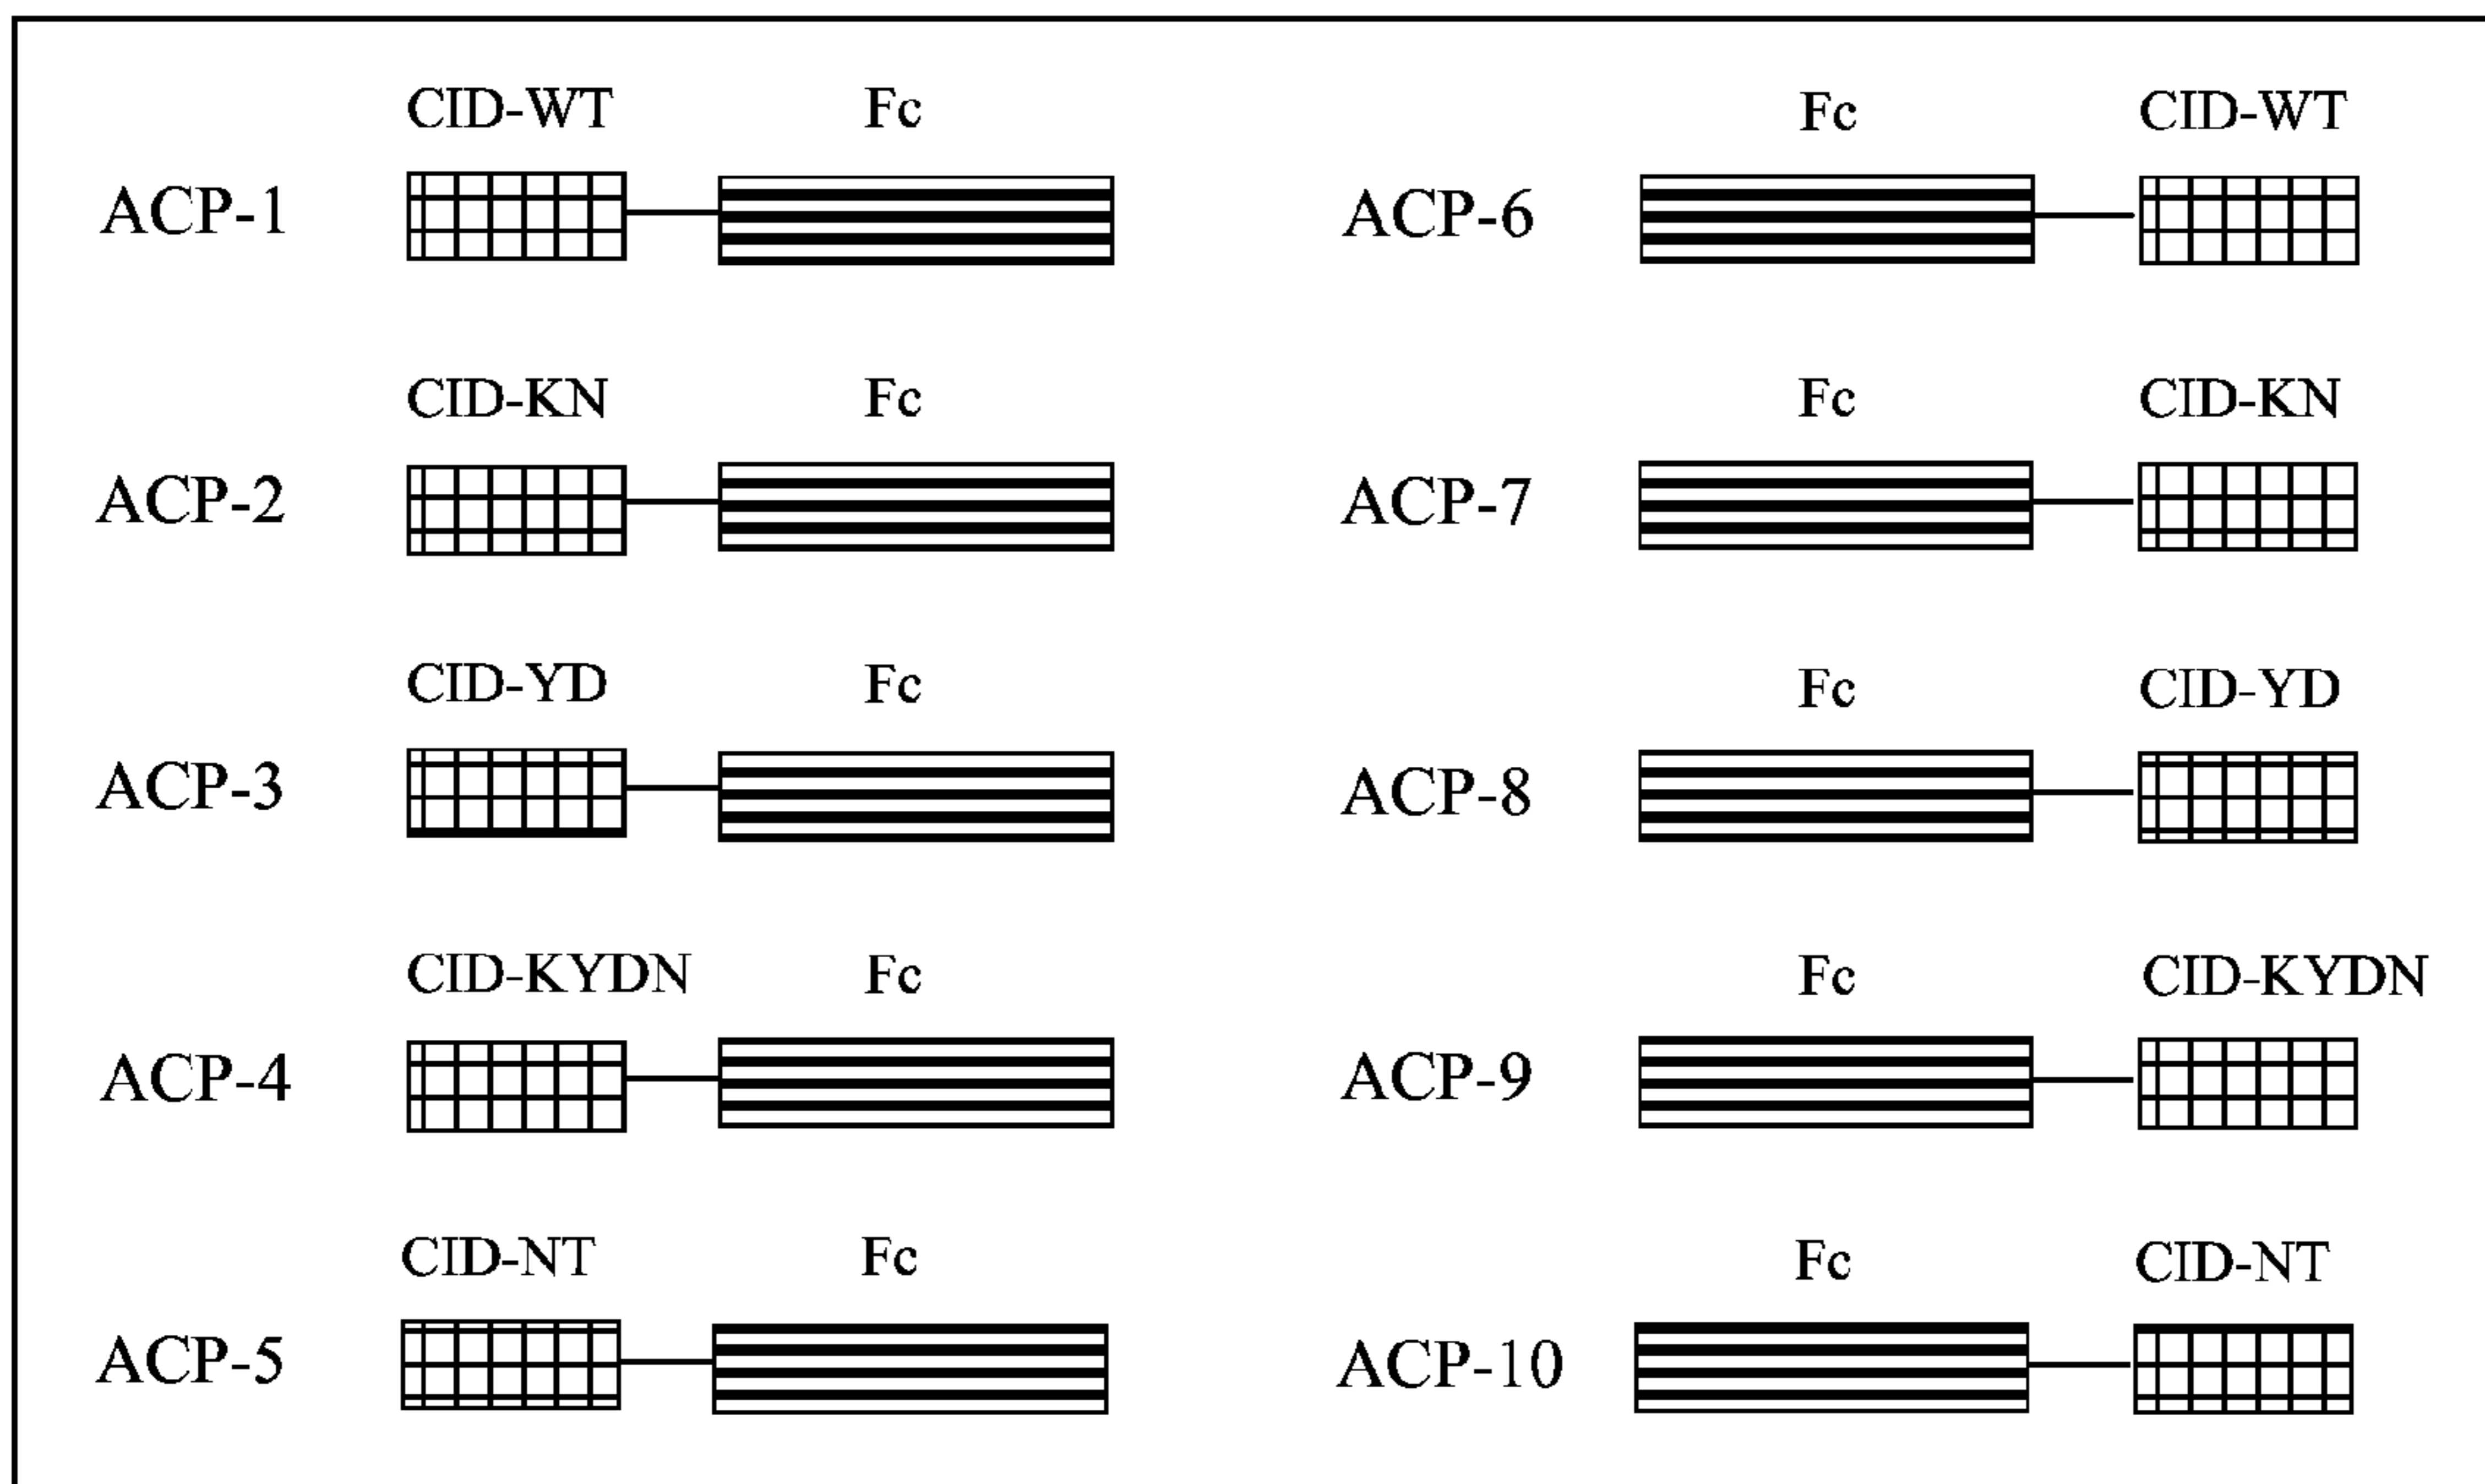 CID-WT Fc
ACP-1
CID-KN Fc
ACP-2
CID-YD Fc
ACP-3
CID-KYDN Fc
ACP-4
CID-NT Fc
ACP-5
Fc CID-WT
ACP-6
Fc CID-KN
ACP-7
Fc CID-YD
ACP-8
Fc CID-KYDN
ACP-9
Fc CID-NT
ACP-10